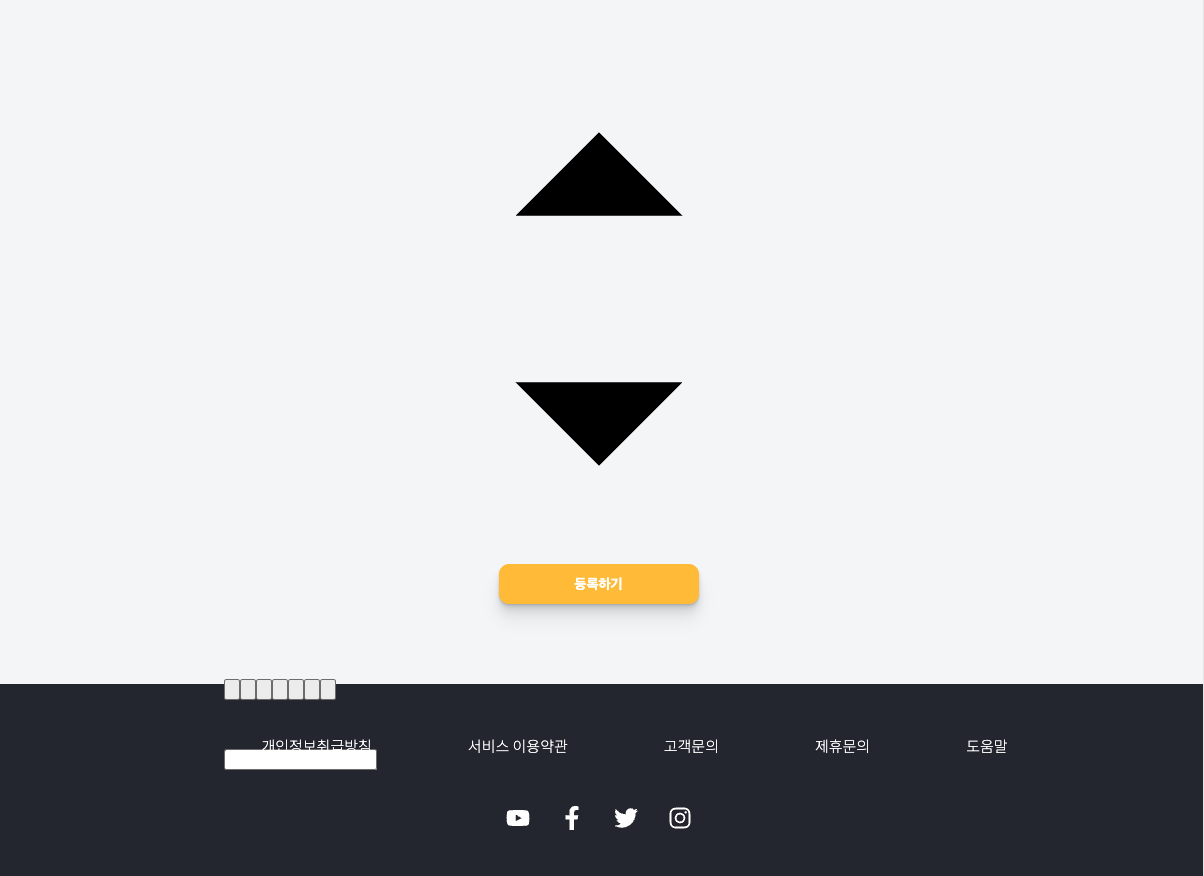 등록하기
개인정보취급방침
서비스 이용약관
고객문의
제휴문의
도움말